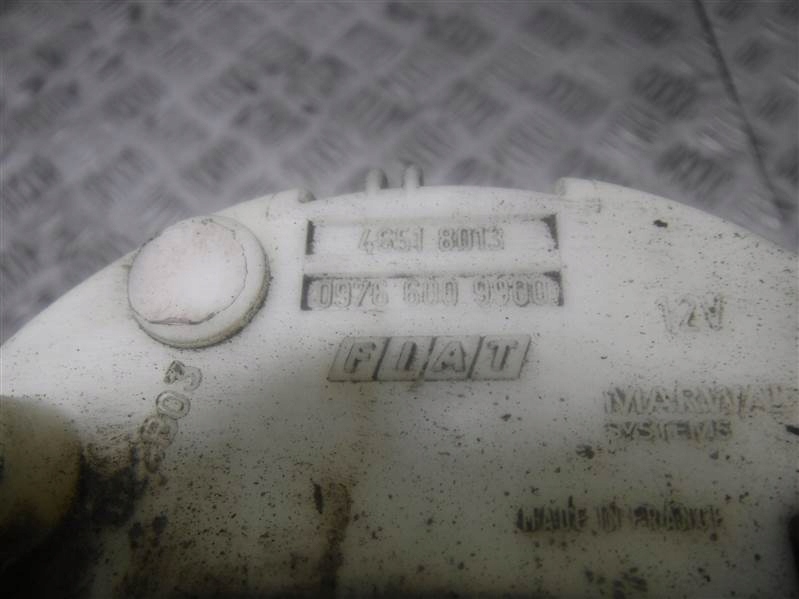 4651 8013
0976 600 9900
FIAT
12V
MARWAL
SYSTEMS
MADE IN FRANCE